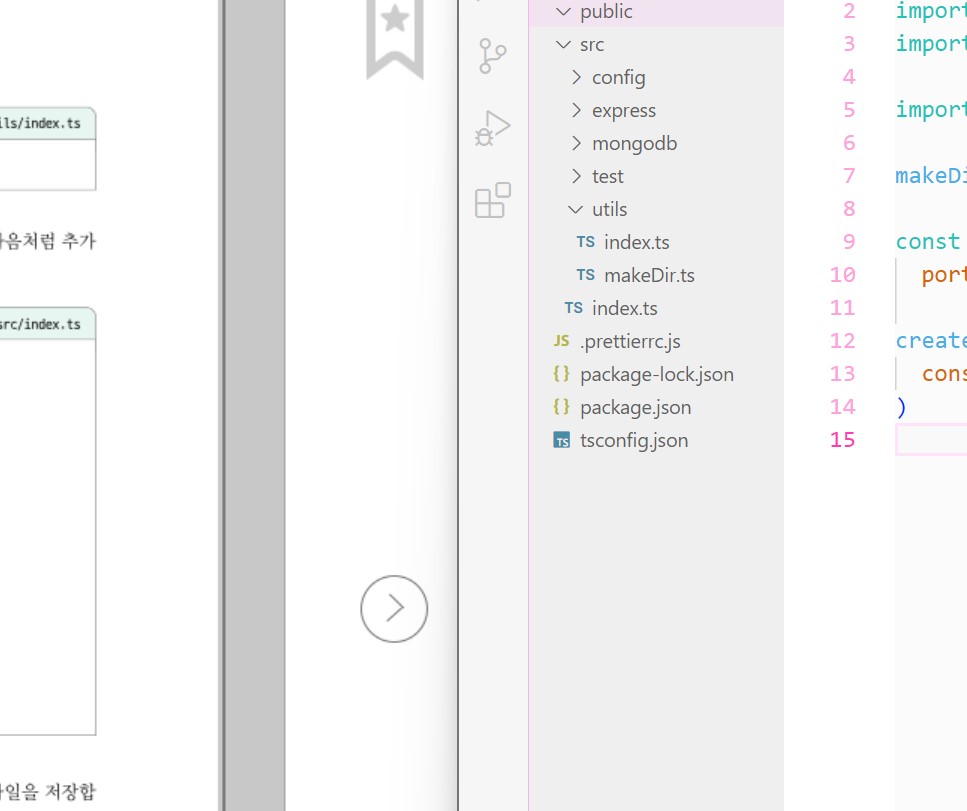 ils/index.ts
다음처럼 추가
src/index.ts
파일을 저장합
public
src
config
express
mongodb
test
utils
TS index.ts
TS makeDir.ts
TS index.ts
JS .prettierrc.js
{} package-lock.json
{} package.json
TS tsconfig.json
2 import
3 import
4
5 import
6
7 makeDi
8
9 const
10 port
11
12 create
13 cons
14 )
15